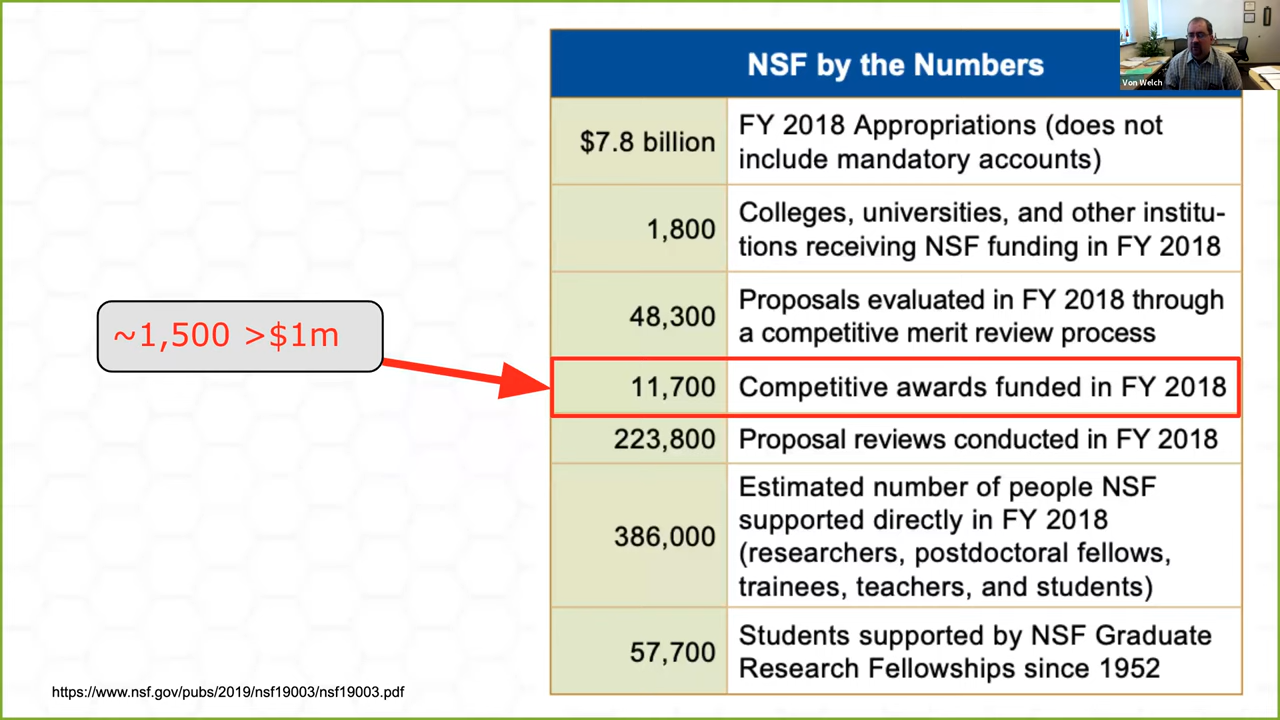 NSF by the Numbers
Von Welch
$7.8 billion
FY 2018 Appropriations (does not
include mandatory accounts)
1,800
Colleges, universities, and other institu-
tions receiving NSF funding in FY 2018
48,300
Proposals evaluated in FY 2018 through
a competitive merit review process
~1,500 >$1m
11,700
Competitive awards funded in FY 2018
223,800
Proposal reviews conducted in FY 2018
386,000
Estimated number of people NSF
supported directly in FY 2018
(researchers, postdoctoral fellows,
trainees, teachers, and students)
57,700
Students supported by NSF Graduate
Research Fellowships since 1952
https://www.nsf.gov/pubs/2019/nsf19003/nsf19003.pdf